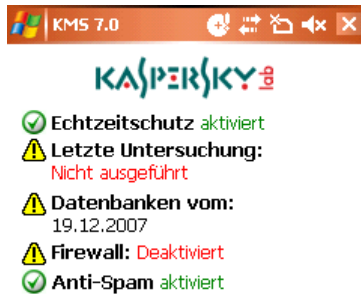 KMS 7.0
KASPERSKY lab
Echtzeitschutz aktiviert
Letzte Untersuchung:
Nicht ausgeführt
Datenbanken vom:
19.12.2007
Firewall: Deaktiviert
Anti-Spam aktiviert